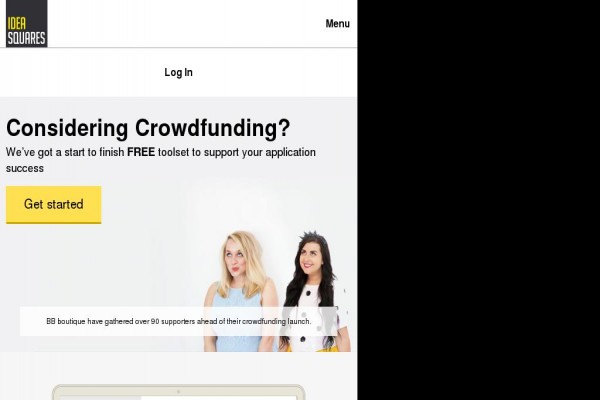 IDEA
SQUARES
Menu
Log In
Considering Crowdfunding?
We've got a start to finish FREE toolset to support your application
success
Get started
BB boutique have gathered over 90 supporters ahead of their crowdfunding launch.